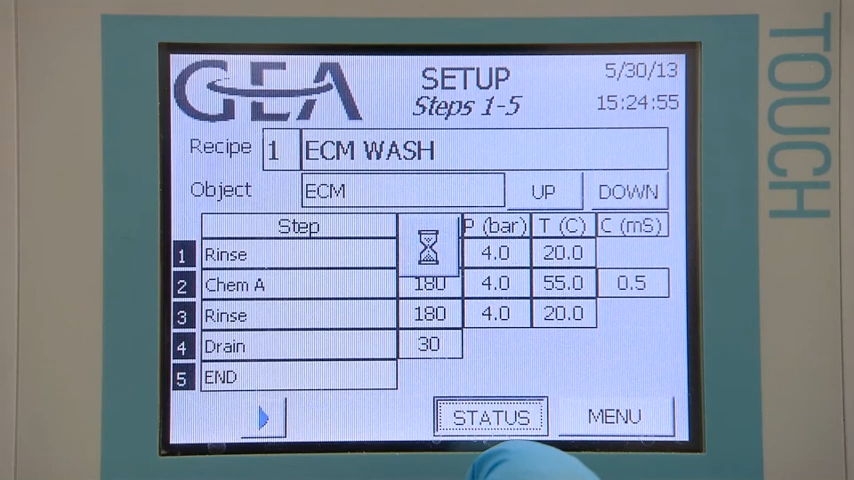 GEA
SETUP
5/30/13
Steps 1-5
15:24:55
TOUCH
Recipe 1 ECM WASH
Object ECM UP DOWN
Step P (bar) T (C) C (mS)
1 Rinse 4.0 20.0
2 Chem A 180 4.0 55.0 0.5
3 Rinse 180 4.0 20.0
4 Drain 30
5 END
STATUS MENU